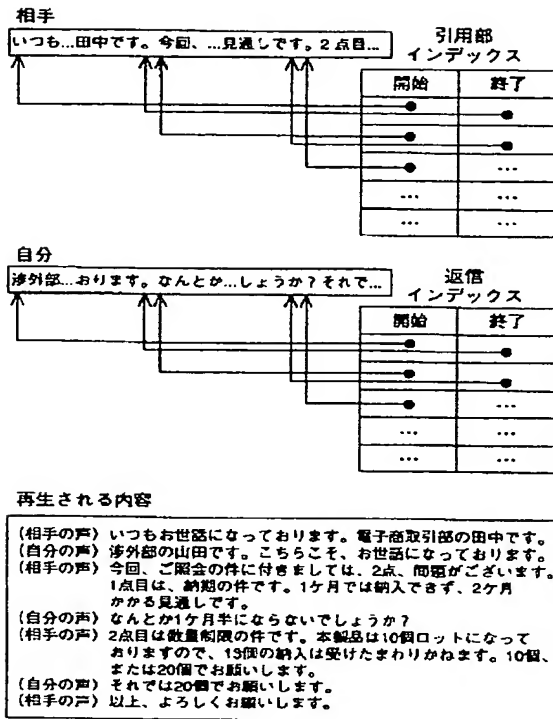 相手
いつも...田中です。今回、...見通しです。2点目...
引用部
インデックス
開始 終了
...
... ...
... ...
自分
渉外部...おります。なんとか...しょうか？それで...
返信
インデックス
開始 終了
...
... ...
... ...
再生される内容
(相手の声) いつもお世話になっております。電子商取引部の田中です。
(自分の声) 渉外部の山田です。こちらこそ、お世話になっております。
(相手の声) 今回、ご照会の件に付きましては、2点、問題がございます。
1点目は、納期の件です。1ケ月では納入できず、2ケ月
かかる見通しです。
(自分の声) なんとか1ケ月半にならないでしょうか？
(相手の声) 2点目は数量制限の件です。本製品は10個ロットになって
おりますので、13個の納入は受けたまわりかねます。10個、
または20個でお願いします。
(自分の声) それでは20個でお願いします。
(相手の声) 以上、よろしくお願いします。